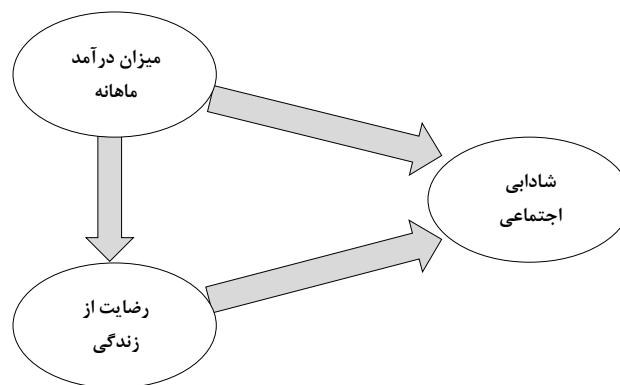 میزان درآمد
ماهانه
شادابی
اجتماعی
رضایت از
زندگی